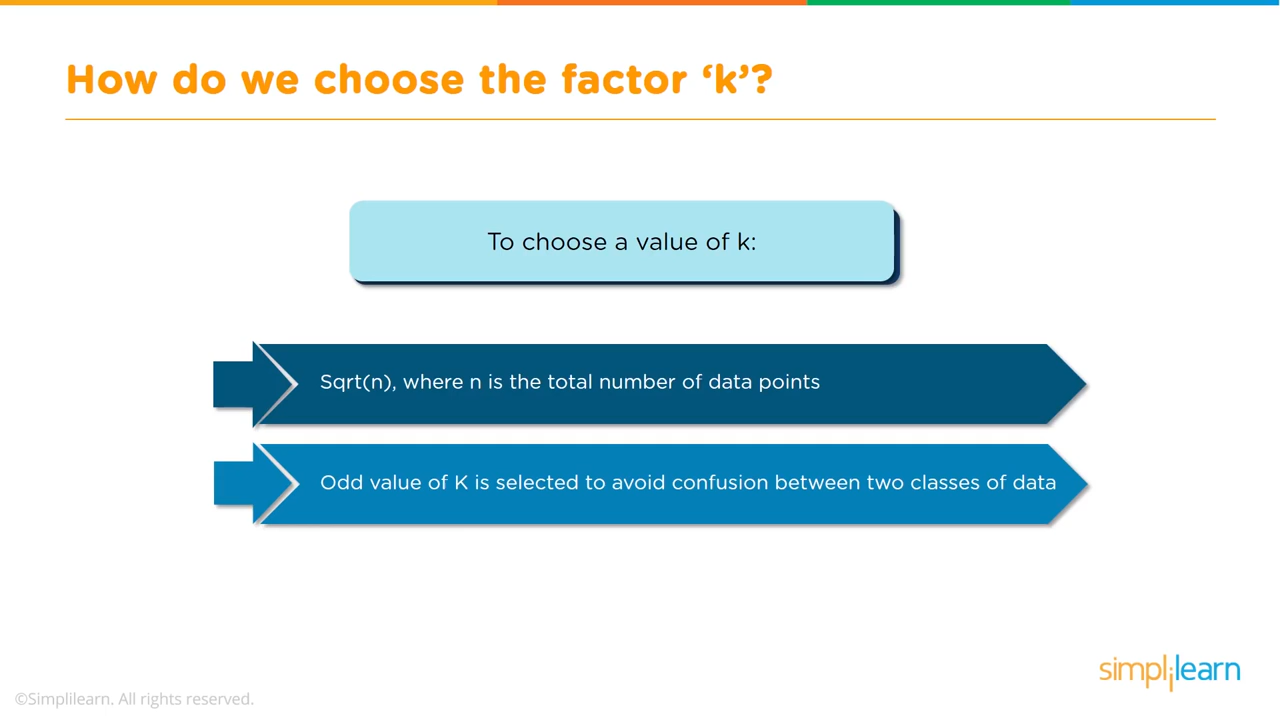 How do we choose the factor ‘k’?
To choose a value of k:
Sqrt(n), where n is the total number of data points
Odd value of K is selected to avoid confusion between two classes of data
simplilearn
©Simplilearn. All rights reserved.